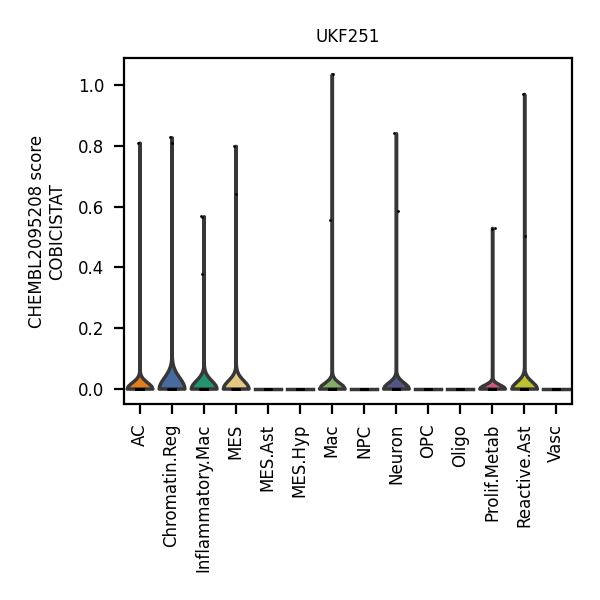 UKF251
CHEMBL2095208 score
COBICISTAT
1.0
0.8
0.6
0.4
0.2
0.0
AC
Chromatin.Reg
Inflammatory.Mac
MES
MES.Ast
MES.Hyp
Mac
NPC
Neuron
OPC
Oligo
Prolif.Metab
Reactive.Ast
Vasc